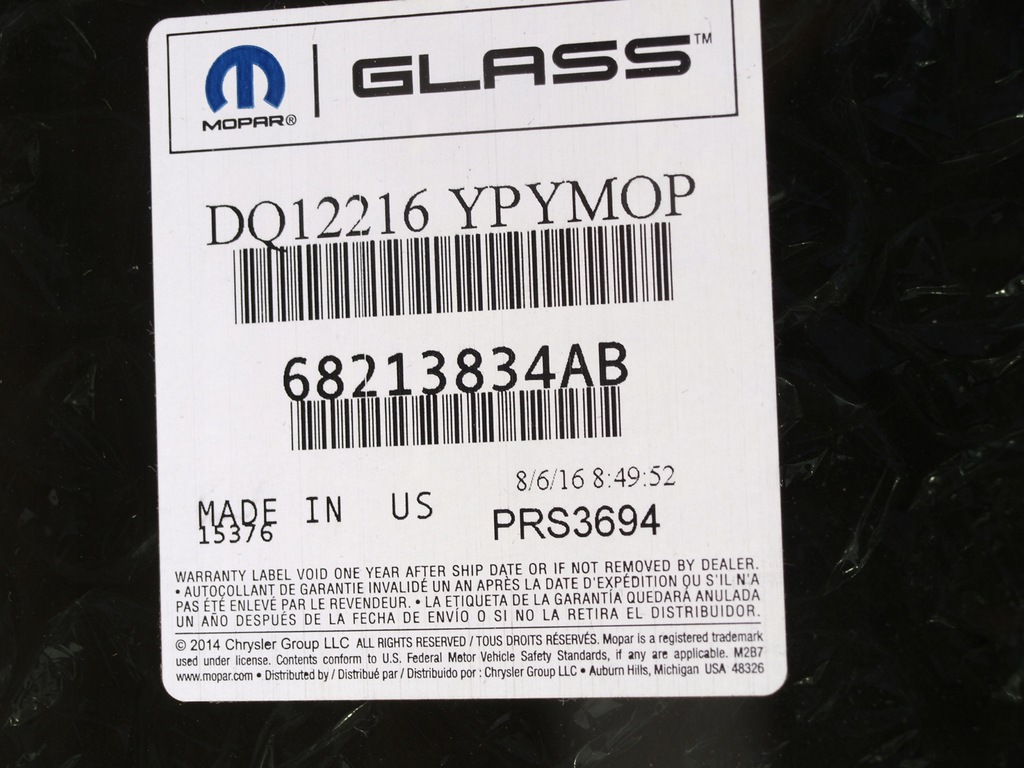 MOPAR®
GLASS™
DQ12216 YPYMOP
68213834AB
8/6/16 8:49:52
MADE IN US
15376
PRS3694
WARRANTY LABEL VOID ONE YEAR AFTER SHIP DATE OR IF NOT REMOVED BY DEALER.
• AUTOCOLLANT DE GARANTIE INVALIDÉ UN AN APRÈS LA DATE D'EXPÉDITION OU S'IL N'A
PAS ÉTÉ ENLEVÉ PAR LE REVENDEUR. • LA ETIQUETA DE LA GARANTÍA QUEDARÁ ANULADA
UN AÑO DESPUÉS DE LA FECHA DE ENVÍO O SI NO LA RETIRA EL DISTRIBUIDOR.
© 2014 Chrysler Group LLC ALL RIGHTS RESERVED / TOUS DROITS RÉSERVÉS. Mopar is a registered trademark
used under license. Contents conform to U.S. Federal Motor Vehicle Safety Standards, if any are applicable. M2B7
www.mopar.com • Distributed by / Distribué par / Distribuido por : Chrysler Group LLC • Auburn Hills, Michigan USA 48326